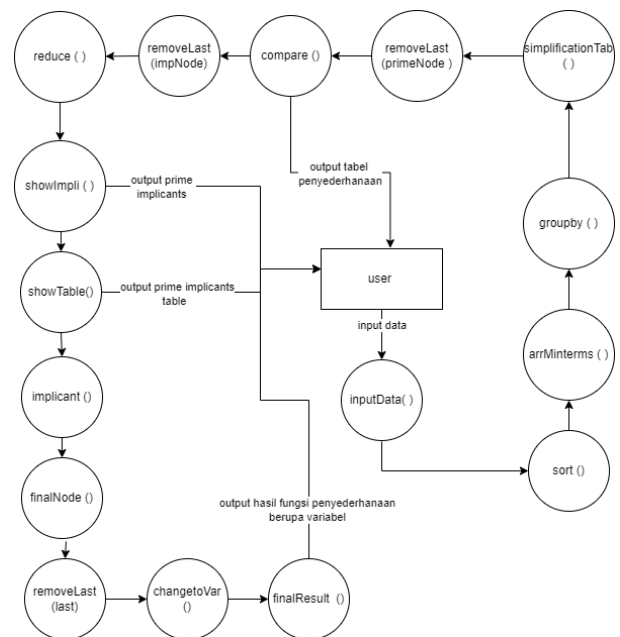 reduce ( )
removeLast
(impNode)
compare ()
removeLast
(primeNode )
simplificationTab
( )
output tabel
penyederhanaan
showImpli ( )
output prime
implicants
groupby ( )
user
showTable()
output prime implicants
table
input data
arrMinterms ( )
implicant ()
inputData( )
sort ()
finalNode ()
output hasil fungsi penyederhanaan
berupa variabel
removeLast
(last)
changetoVar
()
finalResult  ()